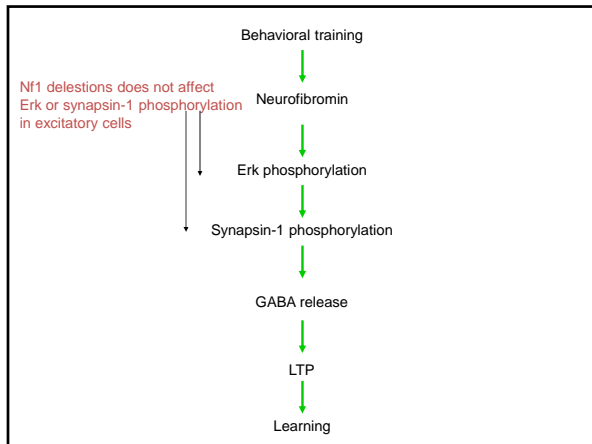 Behavioral training
Nf1 delestions does not affect
Erk or synapsin-1 phosphorylation
in excitatory cells
Neurofibromin
Erk phosphorylation
Synapsin-1 phosphorylation
GABA release
LTP
Learning